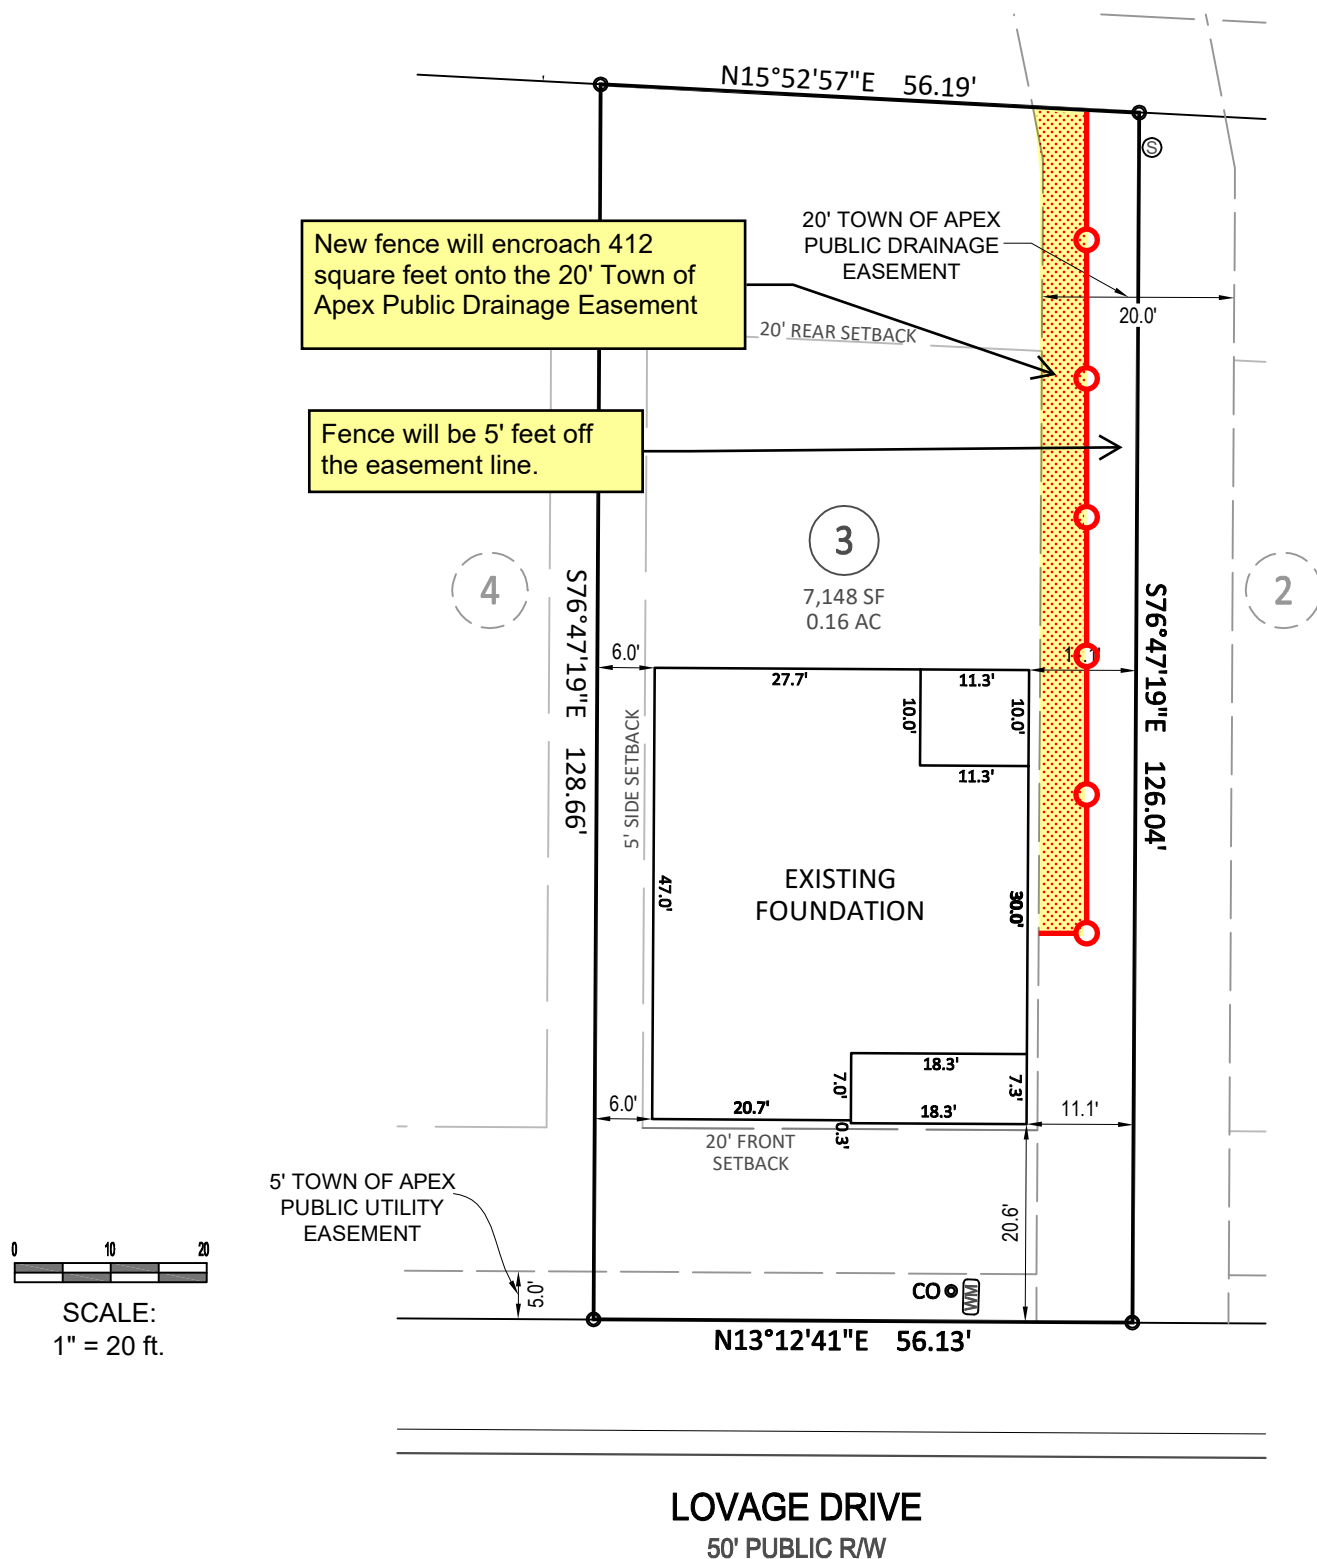 N15°52'57"E 56.19'
S
20' TOWN OF APEX
PUBLIC DRAINAGE
EASEMENT
New fence will encroach 412
square feet onto the 20' Town of
Apex Public Drainage Easement
20.0'
20' REAR SETBACK
Fence will be 5' feet off
the easement line.
3
7,148 SF
0.16 AC
4
2
S76°47'19"E 128.66'
S76°47'19"E 126.04'
6.0'
27.7'
11.3'
10.0'
10.0'
11.3'
5' SIDE SETBACK
47.0'
EXISTING
FOUNDATION
30.0'
18.3'
7.0'
7.3'
6.0'
20.7'
18.3'
0.3'
11.1'
20' FRONT
SETBACK
5' TOWN OF APEX
PUBLIC UTILITY
EASEMENT
20.6'
5.0'
CO
WM
0 10 20
SCALE:
1" = 20 ft.
N13°12'41"E 56.13'
LOVAGE DRIVE
50' PUBLIC R/W